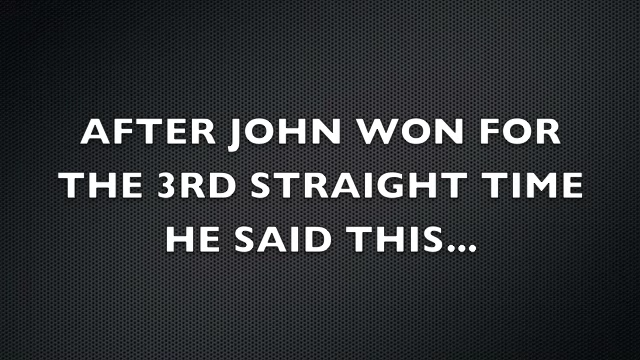 AFTER JOHN WON FOR
THE 3RD STRAIGHT TIME
HE SAID THIS...